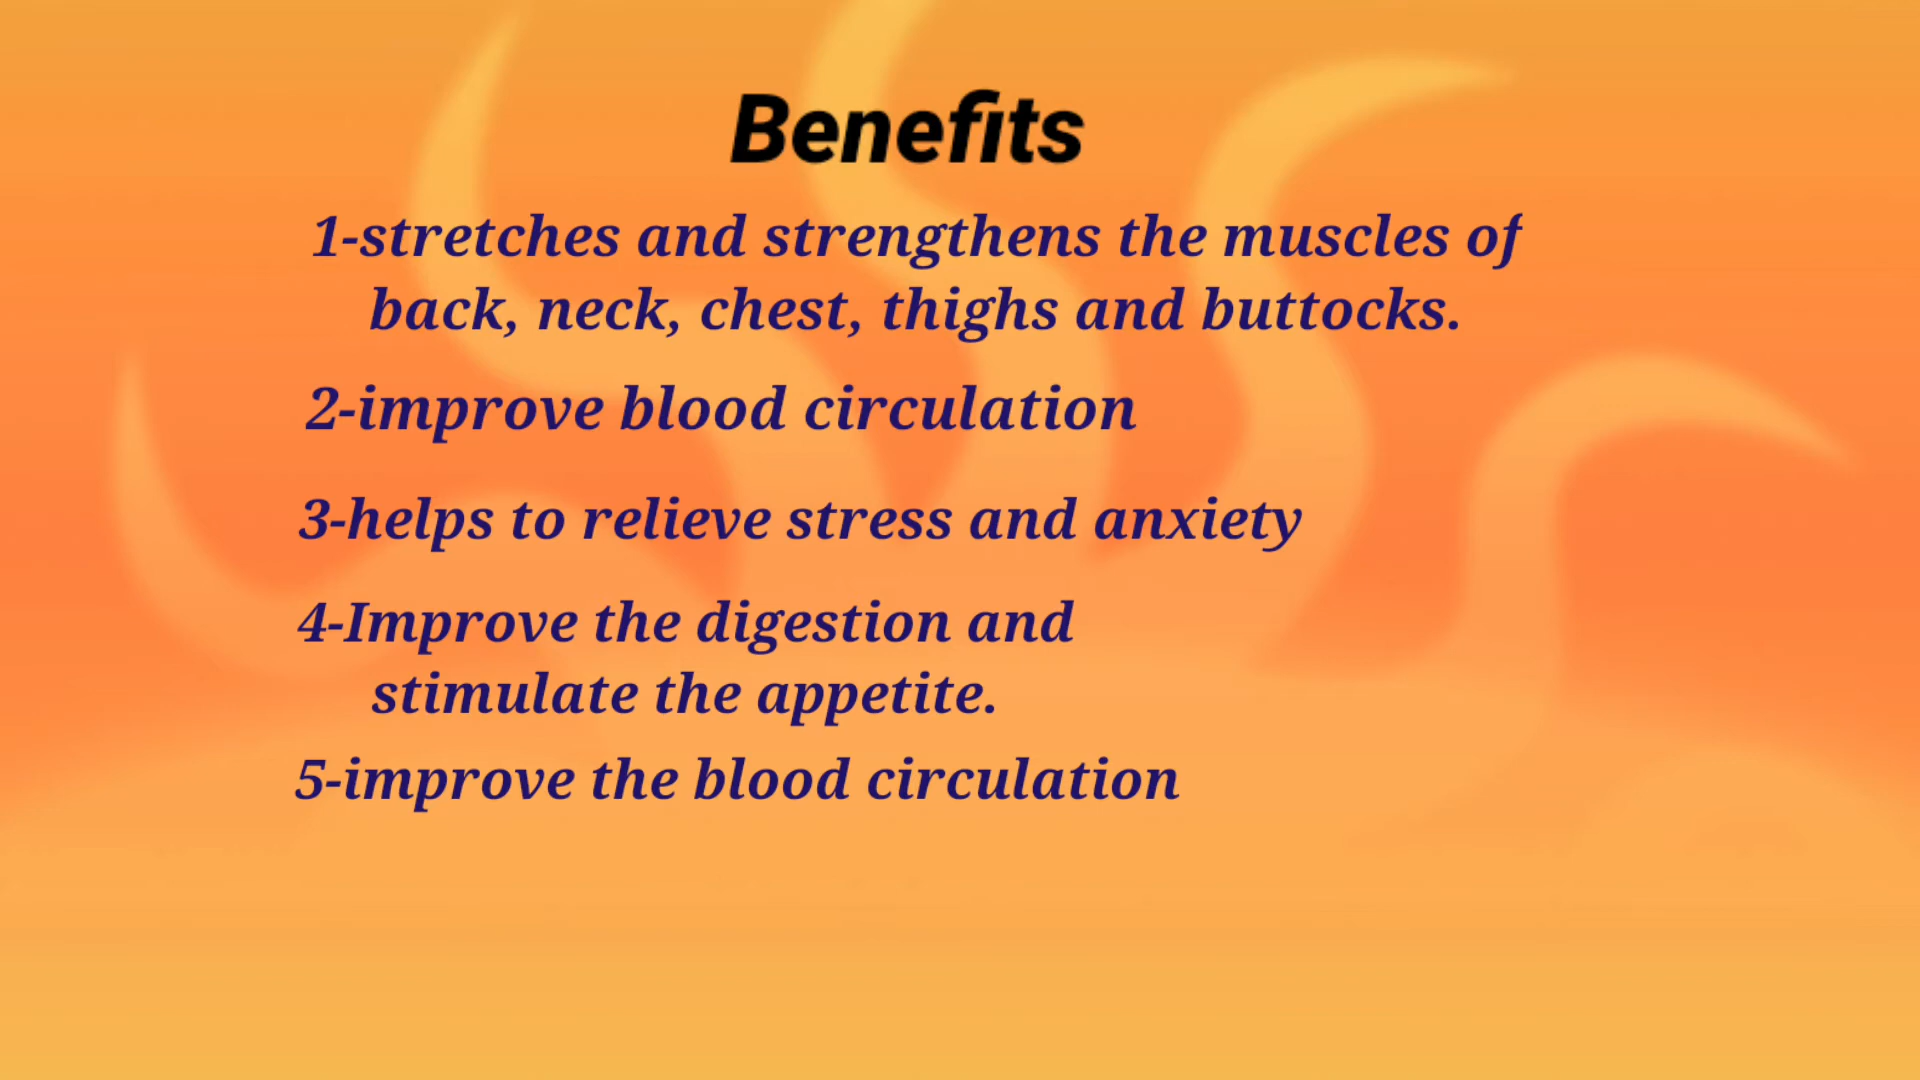 Benefits
1-stretches and strengthens the muscles of
back, neck, chest, thighs and buttocks.
2-improve blood circulation
3-helps to relieve stress and anxiety
4-Improve the digestion and
stimulate the appetite.
5-improve the blood circulation